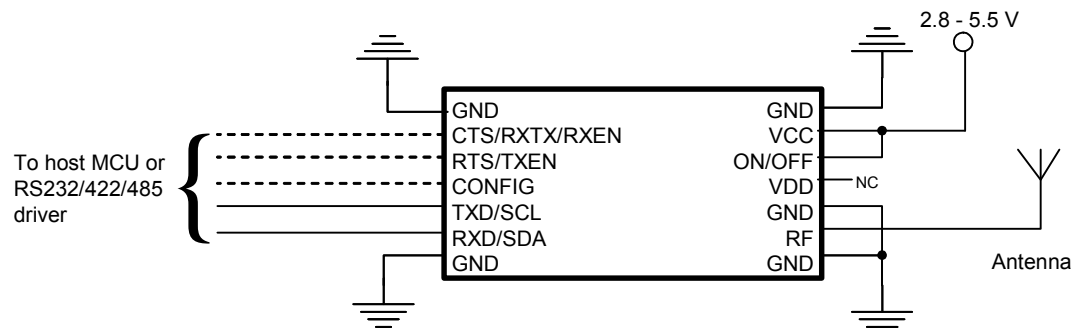 2.8 - 5.5 V
To host MCU or
RS232/422/485
driver
GND
CTS/RXTX/RXEN
RTS/TXEN
CONFIG
TXD/SCL
RXD/SDA
GND
GND
VCC
ON/OFF
VDD
GND
RF
GND
NC
Antenna